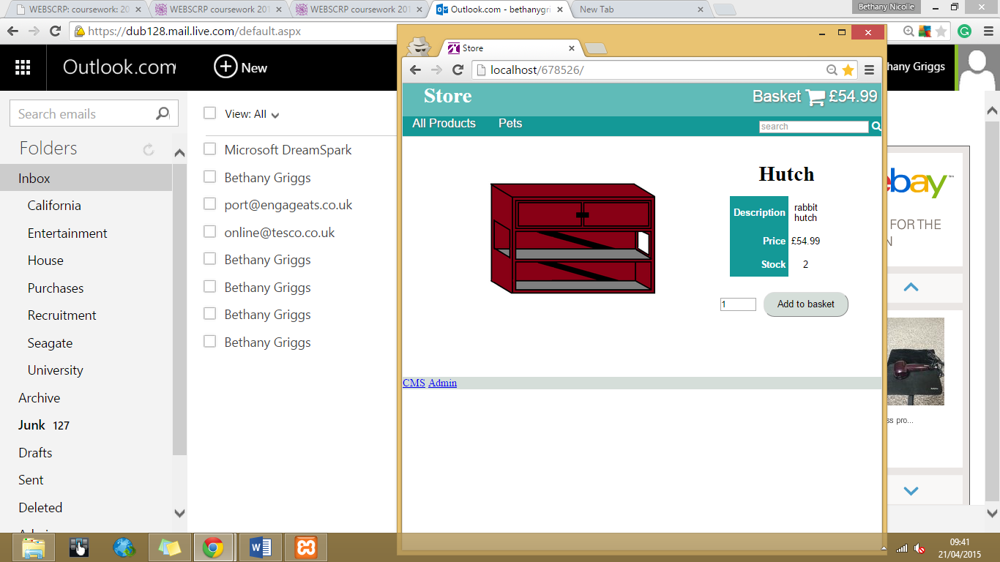 WEBSCRP: coursework: 20
WEBSCRP coursework 201
WEBSCRP coursework 201
Outlook.com - bethanygri
New Tab
Bethany Nicolle
https://dub128.mail.live.com/default.aspx
Outlook.com
New
hany Griggs
Search emails
View: All
Folders
Inbox
California
Entertainment
House
Purchases
Recruitment
Seagate
University
Archive
Junk 127
Drafts
Sent
Deleted
Microsoft DreamSpark
Bethany Griggs
port@engageats.co.uk
online@tesco.co.uk
Bethany Griggs
Bethany Griggs
Bethany Griggs
Bethany Griggs
Store
localhost/678526/
Store
Basket £54.99
All Products Pets
search
Hutch
Description rabbit
hutch
Price £54.99
Stock 2
1 Add to basket
CMS Admin
ebay™
FOR THE
N
ss pro...
09:41
21/04/2015